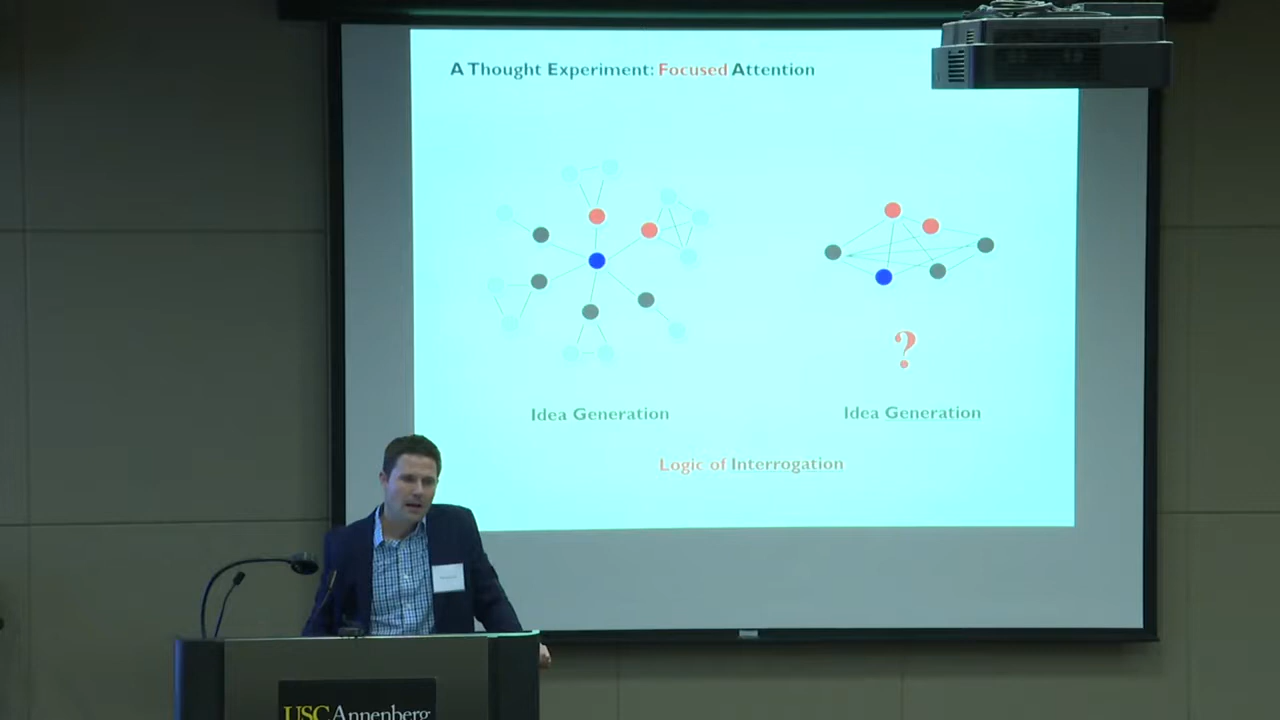 A Thought Experiment: Focused Attention
?
Idea Generation
Idea Generation
Logic of Interrogation
USC Annenberg